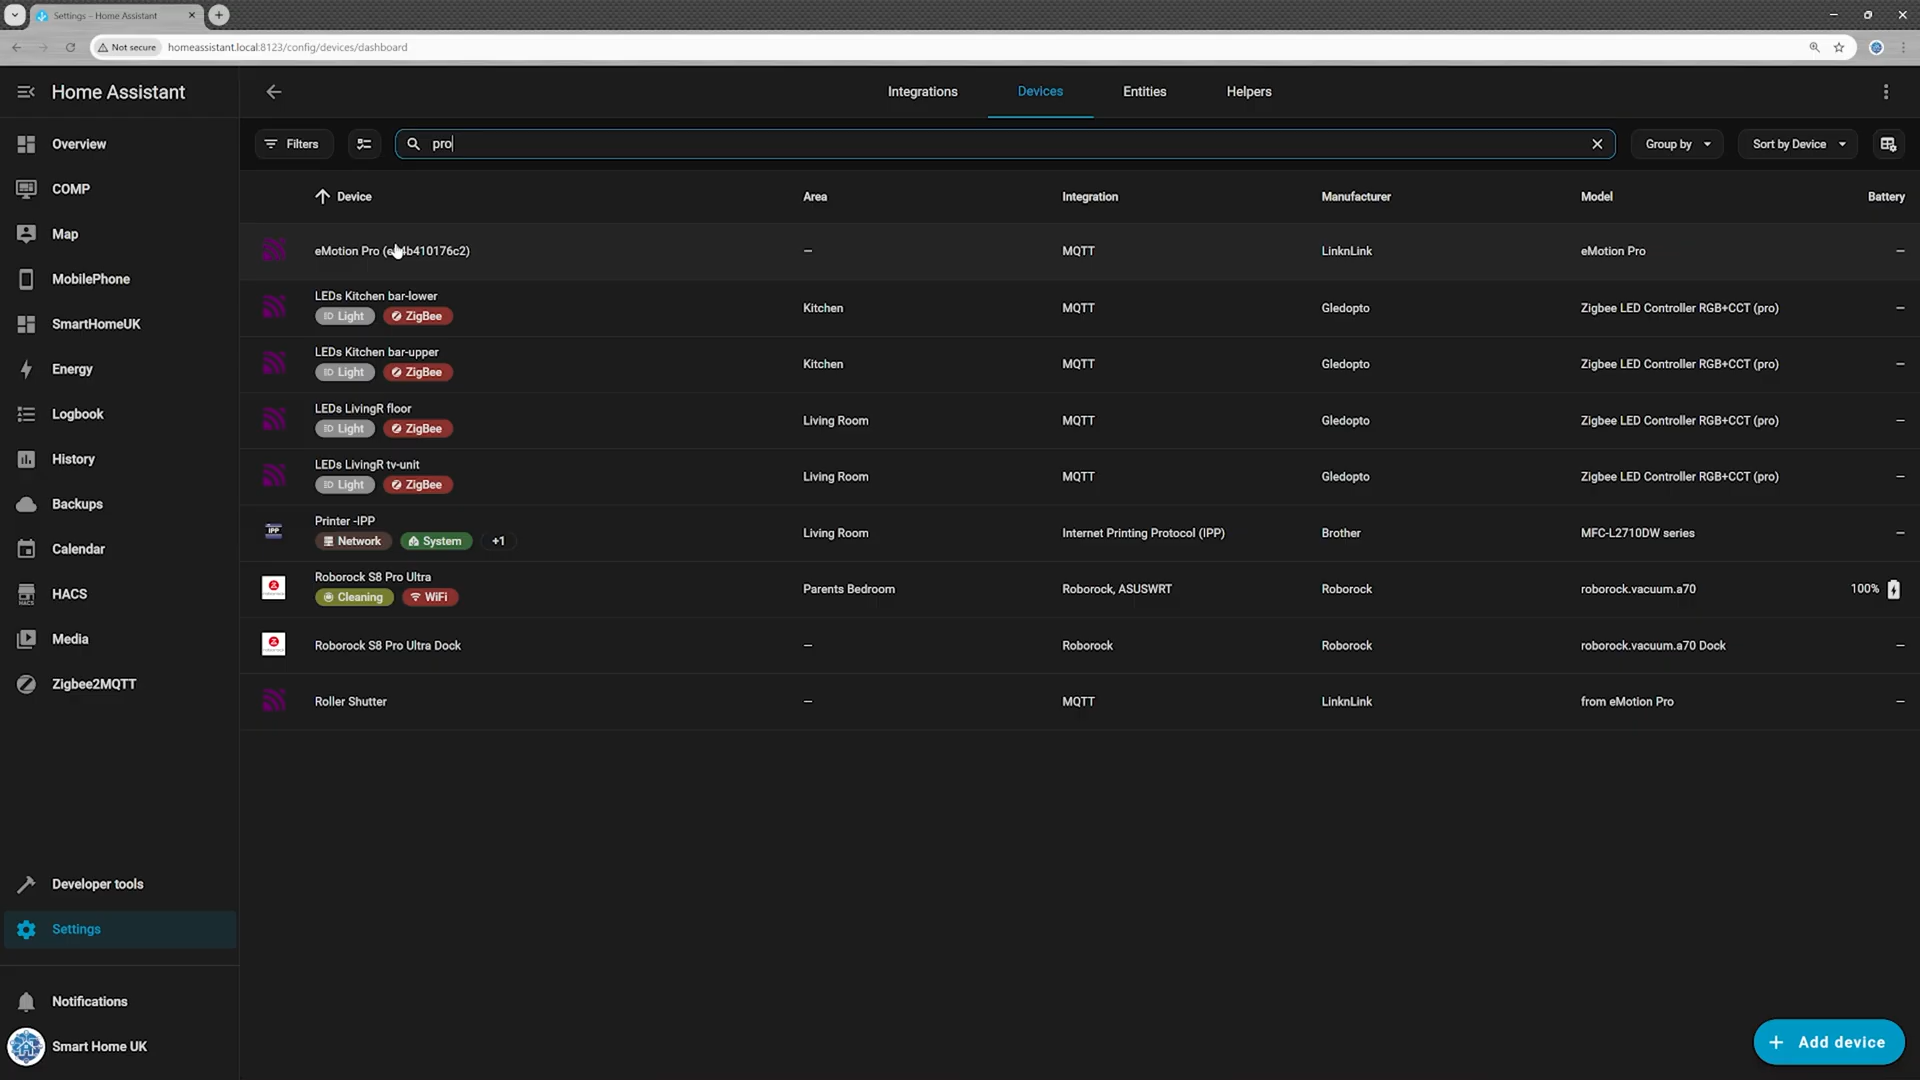 Settings – Home Assistant
Not secure
homeassistant.local:8123/config/devices/dashboard
Home Assistant
Integrations
Devices
Entities
Helpers
Overview
COMP
Map
MobilePhone
SmartHomeUK
Energy
Logbook
History
Backups
Calendar
HACS
Media
Zigbee2MQTT
Developer tools
Settings
Notifications
Smart Home UK
Filters
pro
Group by
Sort by Device
Device Area Integration Manufacturer Model Battery
eMotion Pro – MQTT LinknLink eMotion Pro –
LEDs Kitchen bar-lower
Light ZigBee
Kitchen MQTT Gledopto Zigbee LED Controller RGB+CCT (pro) –
LEDs Kitchen bar-upper
Light ZigBee
Kitchen MQTT Gledopto Zigbee LED Controller RGB+CCT (pro) –
LEDs LivingR floor
Light ZigBee
Living Room MQTT Gledopto Zigbee LED Controller RGB+CCT (pro) –
LEDs LivingR tv-unit
Light ZigBee
Living Room MQTT Gledopto Zigbee LED Controller RGB+CCT (pro) –
IPP
Printer -IPP
Network System +1
Living Room Internet Printing Protocol (IPP) Brother MFC-L2710DW series –
Roborock S8 Pro Ultra
Cleaning WiFi
Parents Bedroom Roborock, ASUSWRT Roborock roborock.vacuum.a70 100%
Roborock S8 Pro Ultra Dock – Roborock Roborock roborock.vacuum.a70 Dock –
Roller Shutter – MQTT LinknLink from eMotion Pro –
+ Add device